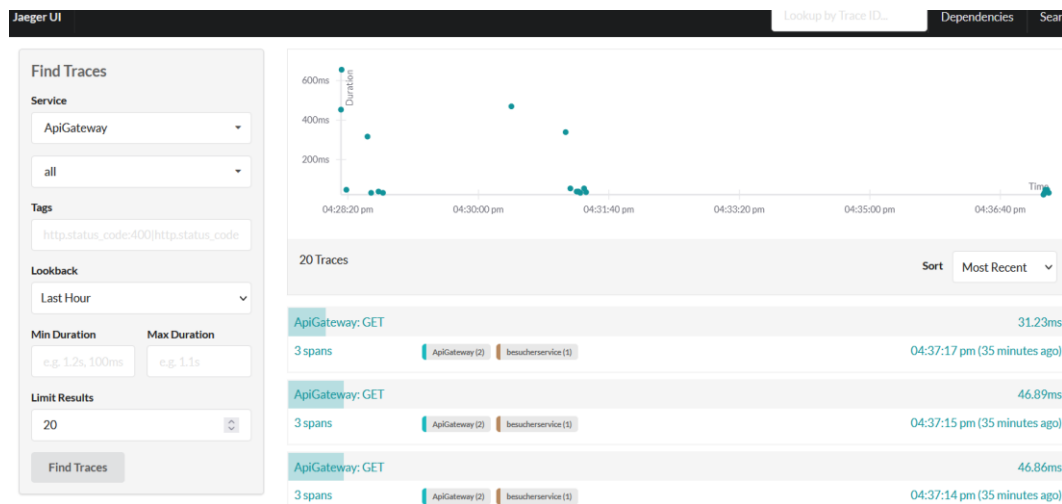 Jaeger UI
Lookup by Trace ID...
Dependencies
Sear
Find Traces
Service
ApiGateway
all
Tags
http.status_code:400|http.status_code
Lookback
Last Hour
Min Duration
Max Duration
e.g. 1.2s, 100ms
e.g. 1.1s
Limit Results
20
Find Traces
Duration
600ms
400ms
200ms
Time
04:28:20 pm
04:30:00 pm
04:31:40 pm
04:33:20 pm
04:35:00 pm
04:36:40 pm
20 Traces
Sort
Most Recent
ApiGateway: GET
31.23ms
3 spans
ApiGateway (2)
besucherservice (1)
04:37:17 pm (35 minutes ago)
ApiGateway: GET
46.89ms
3 spans
ApiGateway (2)
besucherservice (1)
04:37:15 pm (35 minutes ago)
ApiGateway: GET
46.86ms
3 spans
ApiGateway (2)
besucherservice (1)
04:37:14 pm (35 minutes ago)